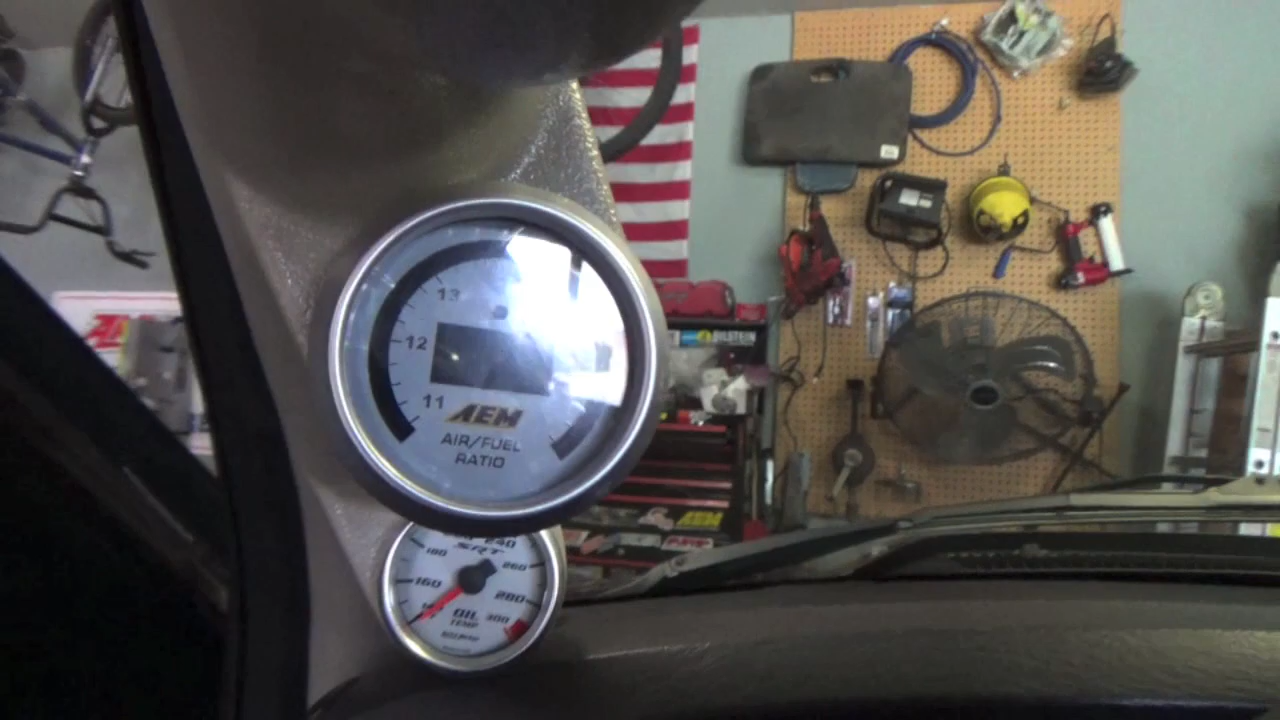 13
12
11
AEM
AIR/FUEL
RATIO
240
SRT
180
260
160
280
OIL
300
TEMP
BILSTEIN
AEM